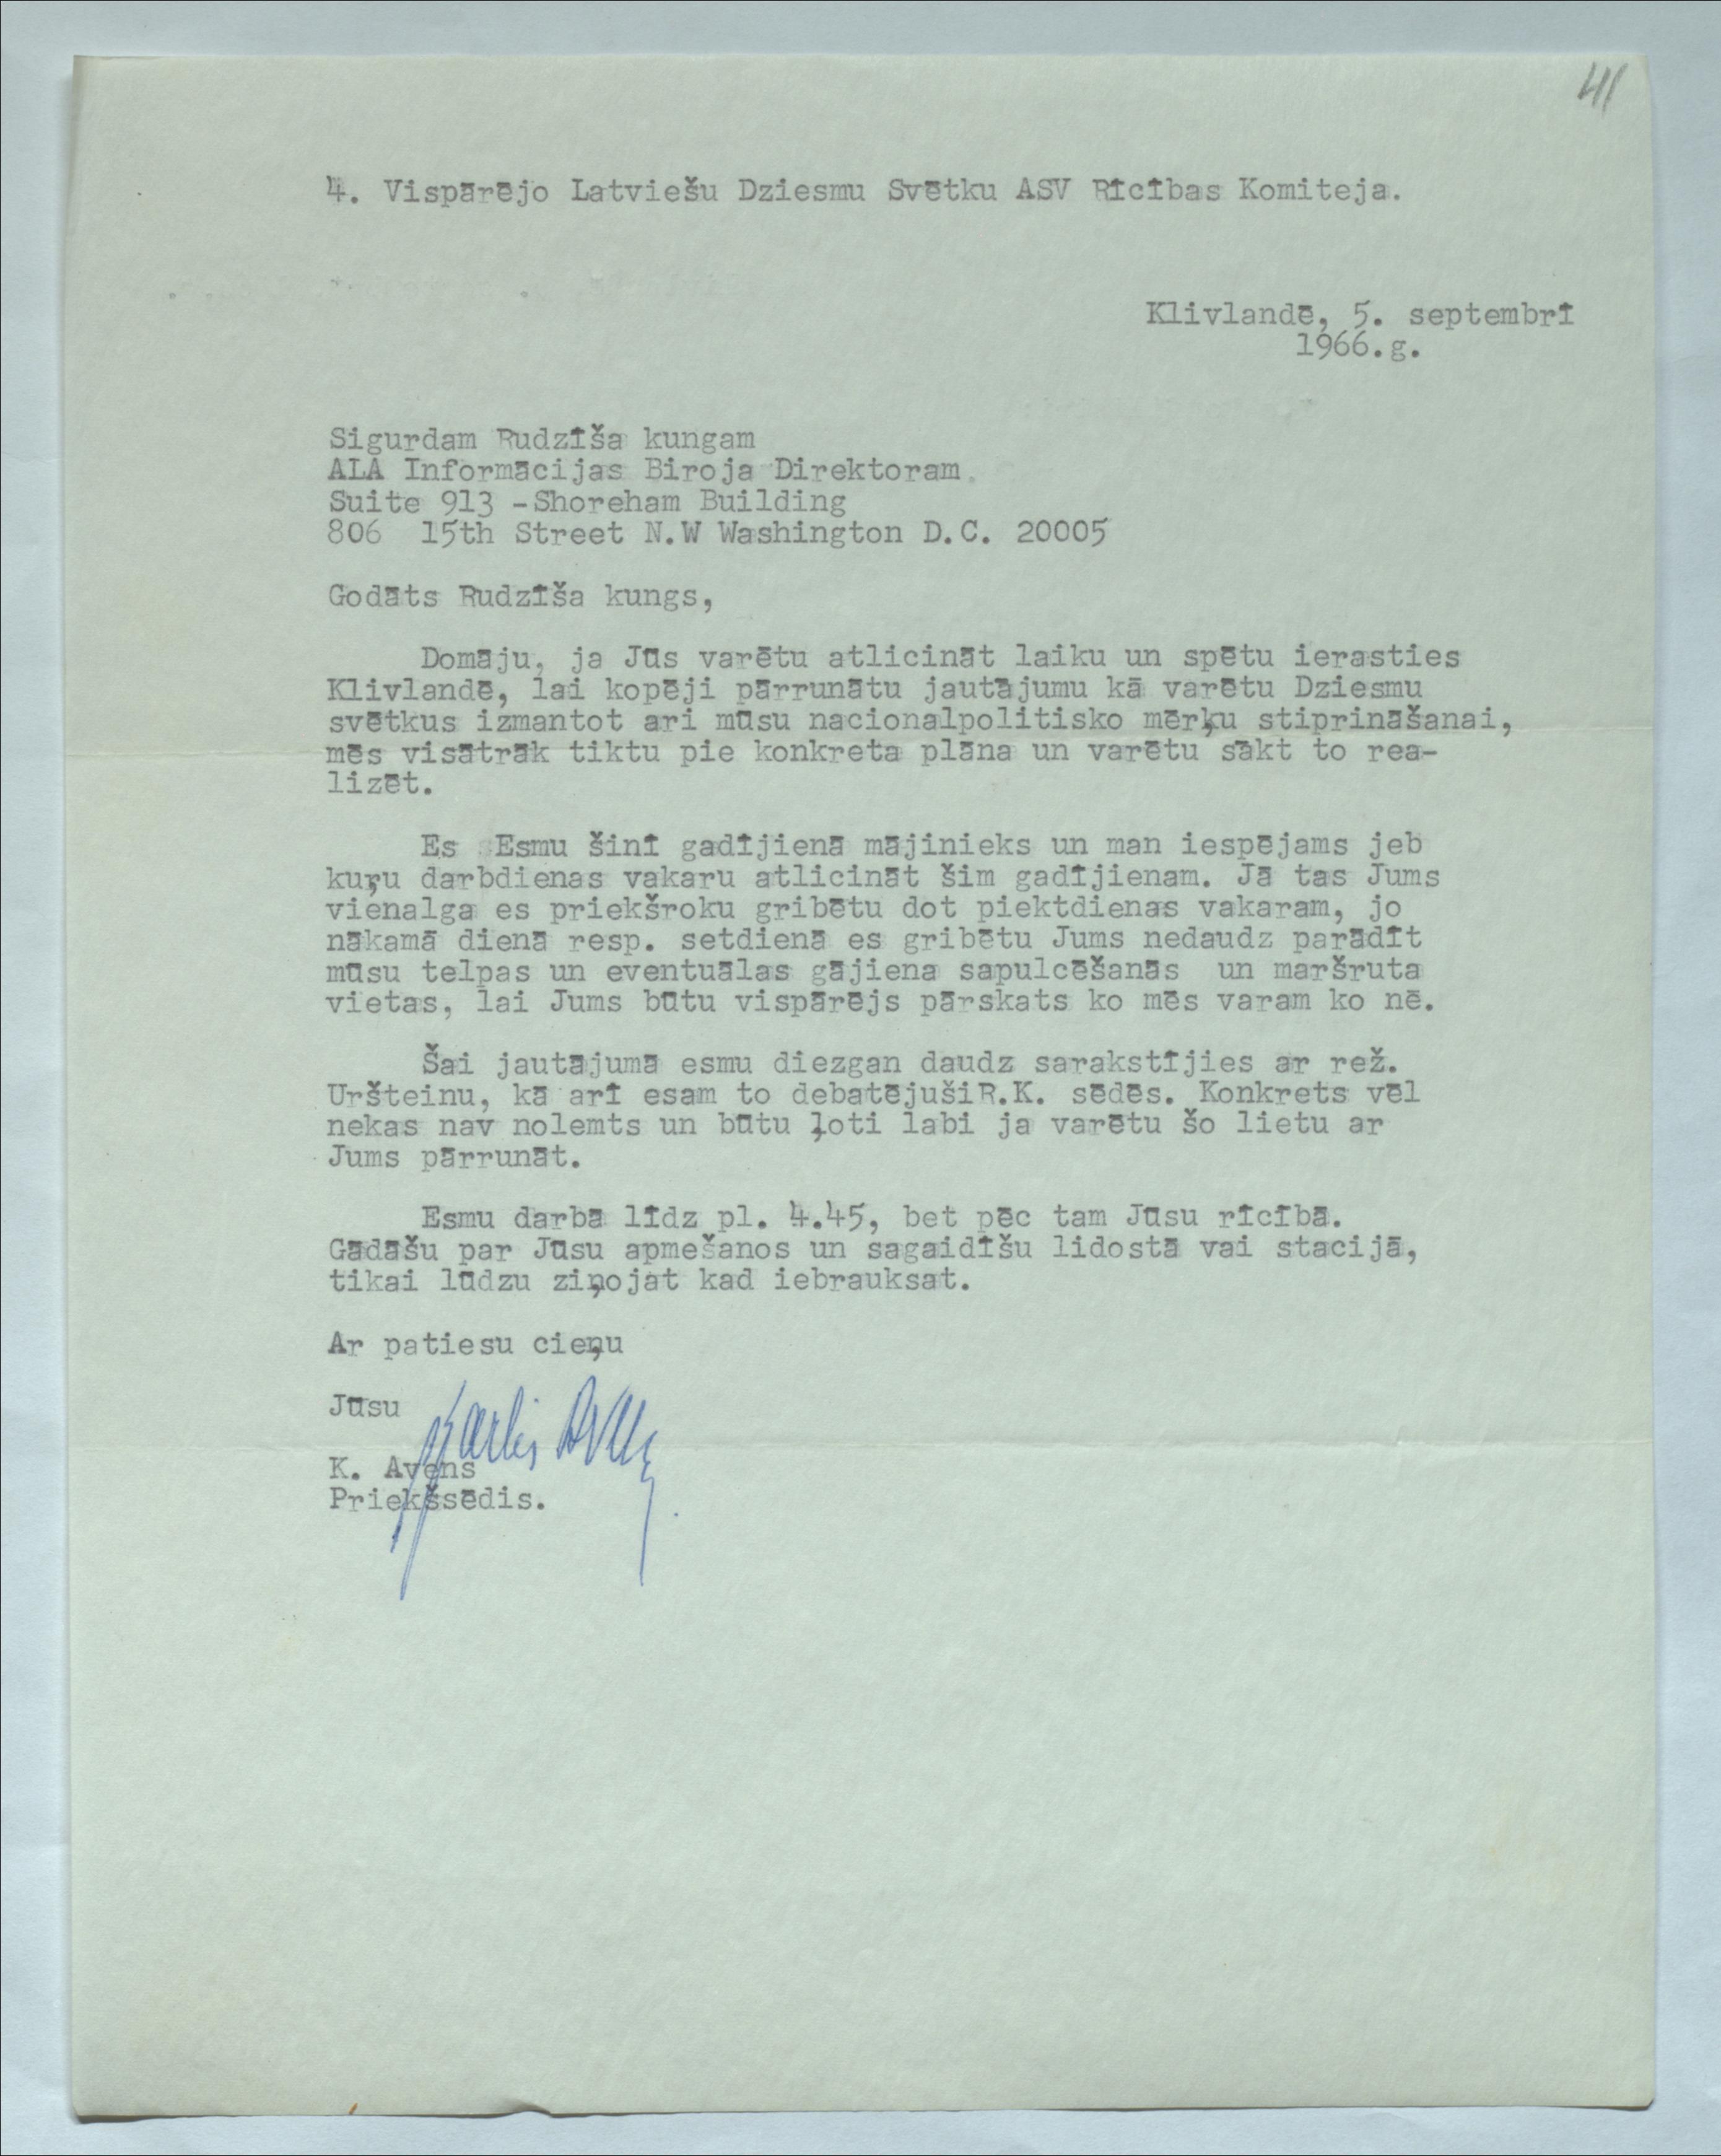 41
4. Vispārējo Latviešu Dziesmu Svētku ASV Rīcības Komiteja.
Klivlandē, 5. septembrī
1966.g.
Sigurdam Rudzīša kungam
ALA Informācijas Biroja Direktoram.
Suite 913 -Shoreham Building
806 15th Street N.W Washington D.C. 20005
Godāts Rudzīša kungs,
Domāju, ja Jūs varētu atlicināt laiku un spētu ierasties
Klivlandē, lai kopēji pārrunātu jautājumu kā varētu Dziesmu
svētkus izmantot ari mūsu nacionalpolitisko mērķu stiprināšanai,
mēs visātrāk tiktu pie konkreta plāna un varētu sākt to rea-
lizēt.
Es Esmu šinī gadījienā mājinieks un man iespējams jeb
kuŗu darbdienas vakaru atlicināt šim gadījienam. Jā tas Jums
vienalga es priekšroku gribētu dot piektdienas vakaram, jo
nākamā dienā resp. setdienā es gribētu Jums nedaudz parādīt
mūsu telpas un eventuālas gājiena sapulcēšanās un maršruta
vietas, lai Jums būtu vispārējs pārskats ko mēs varam ko nē.
Šai jautājumā esmu diezgan daudz sarakstījies ar rež.
Uršteinu, kā arī esam to debatējušiR.K. sēdēs. Konkrets vēl
nekas nav nolemts un būtu ļoti labi ja varētu šo lietu ar
Jums pārrunāt.
Esmu darbā līdz pl. 4.45, bet pēc tam Jūsu rīcībā.
Gādāšu par Jūsu apmešanos un sagaidīšu lidostā vai stacijā,
tikai lūdzu ziņojat kad iebrauksat.
Ar patiesu cieņu
Jūsu
Karlis Avens
K. Avens
Priekšsēdis.